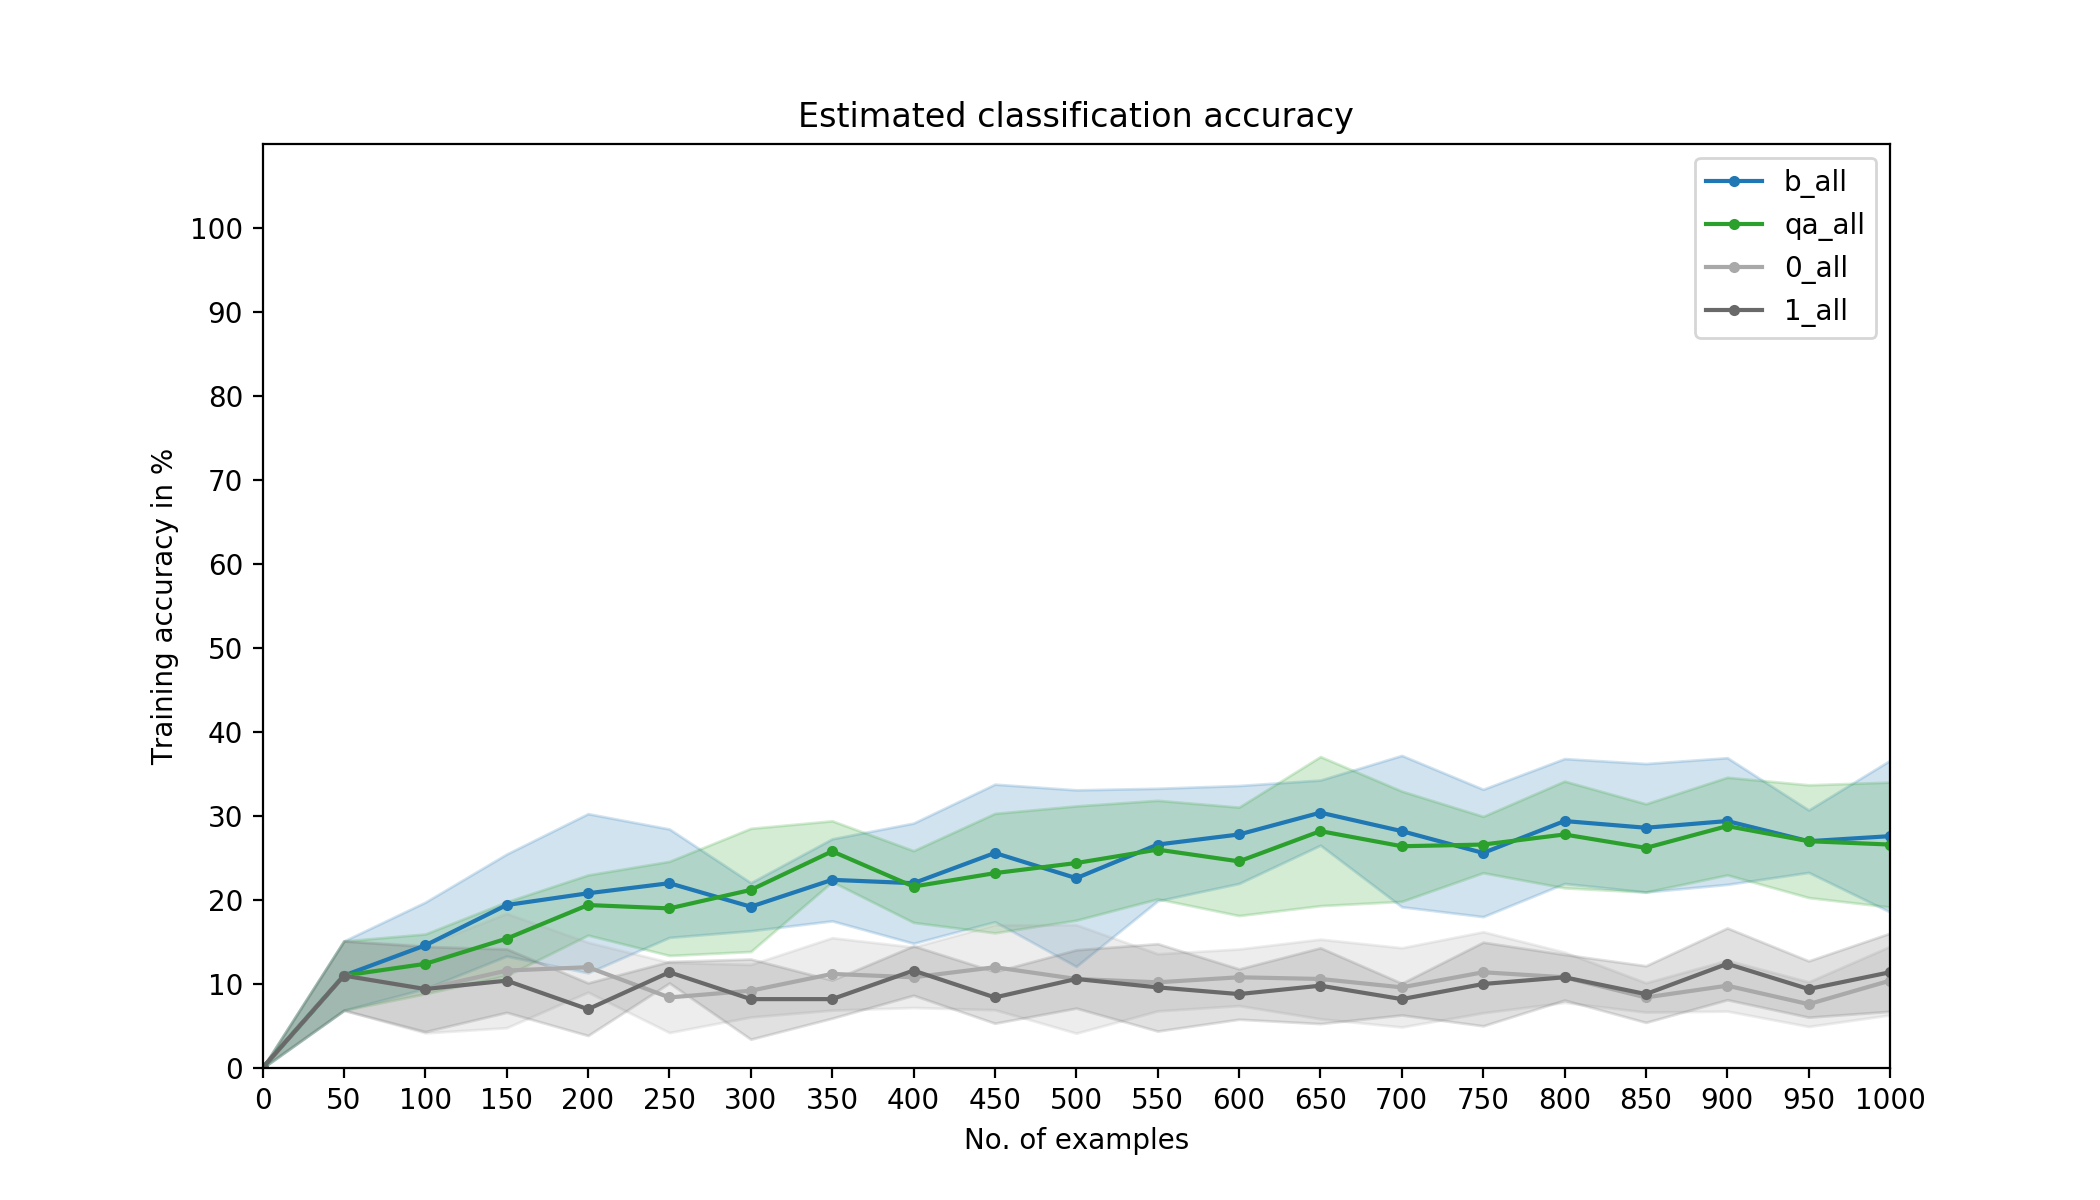 Estimated classification accuracy
b_all
qa_all
0_all
1_all
100
90
80
70
60
50
40
30
20
10
0
Training accuracy in %
0 50 100 150 200 250 300 350 400 450 500 550 600 650 700 750 800 850 900 950 1000
No. of examples